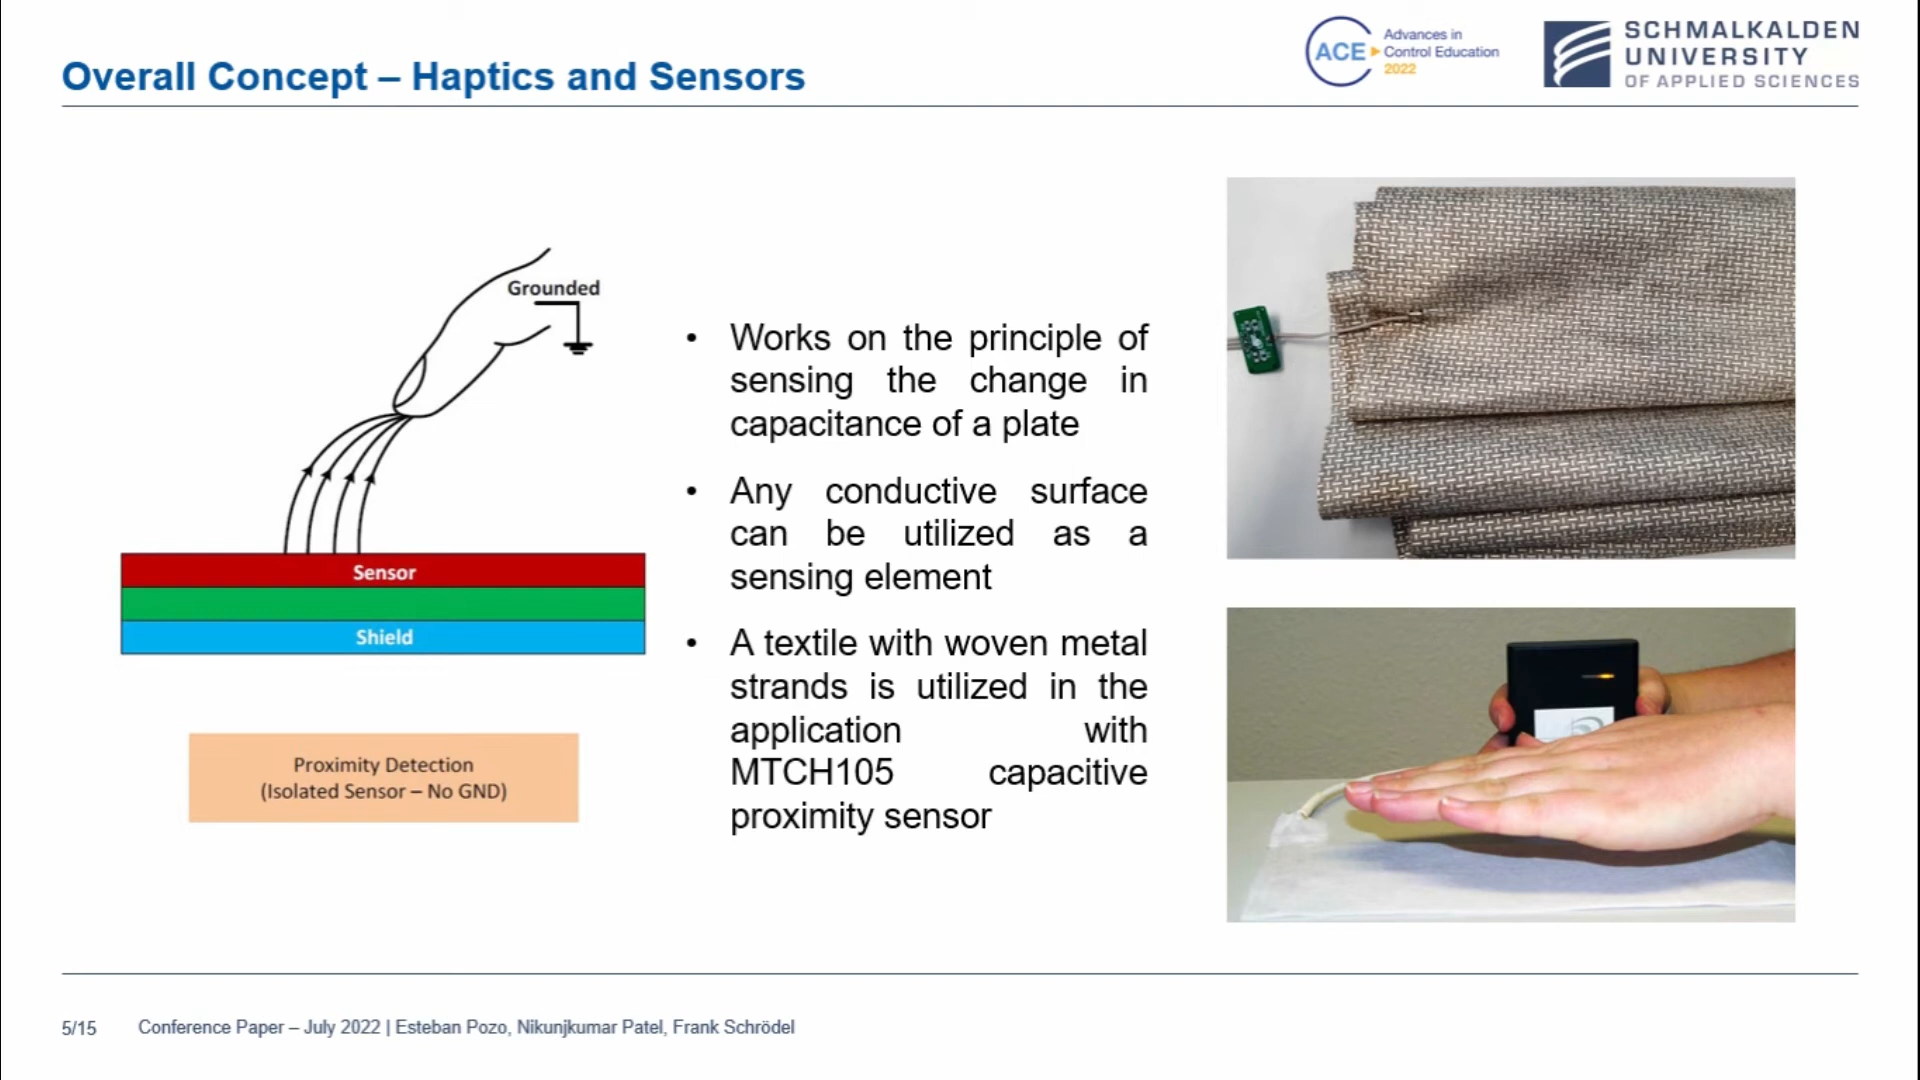 Overall Concept – Haptics and Sensors
ACE
Advances in
Control Education
2022
SCHMALKALDEN
UNIVERSITY
OF APPLIED SCIENCES
Grounded
Sensor
Shield
Proximity Detection
(Isolated Sensor – No GND)
• Works on the principle of
sensing the change in
capacitance of a plate
• Any conductive surface
can be utilized as a
sensing element
• A textile with woven metal
strands is utilized in the
application with
MTCH105 capacitive
proximity sensor
5/15
Conference Paper – July 2022 | Esteban Pozo, Nikunjkumar Patel, Frank Schrödel